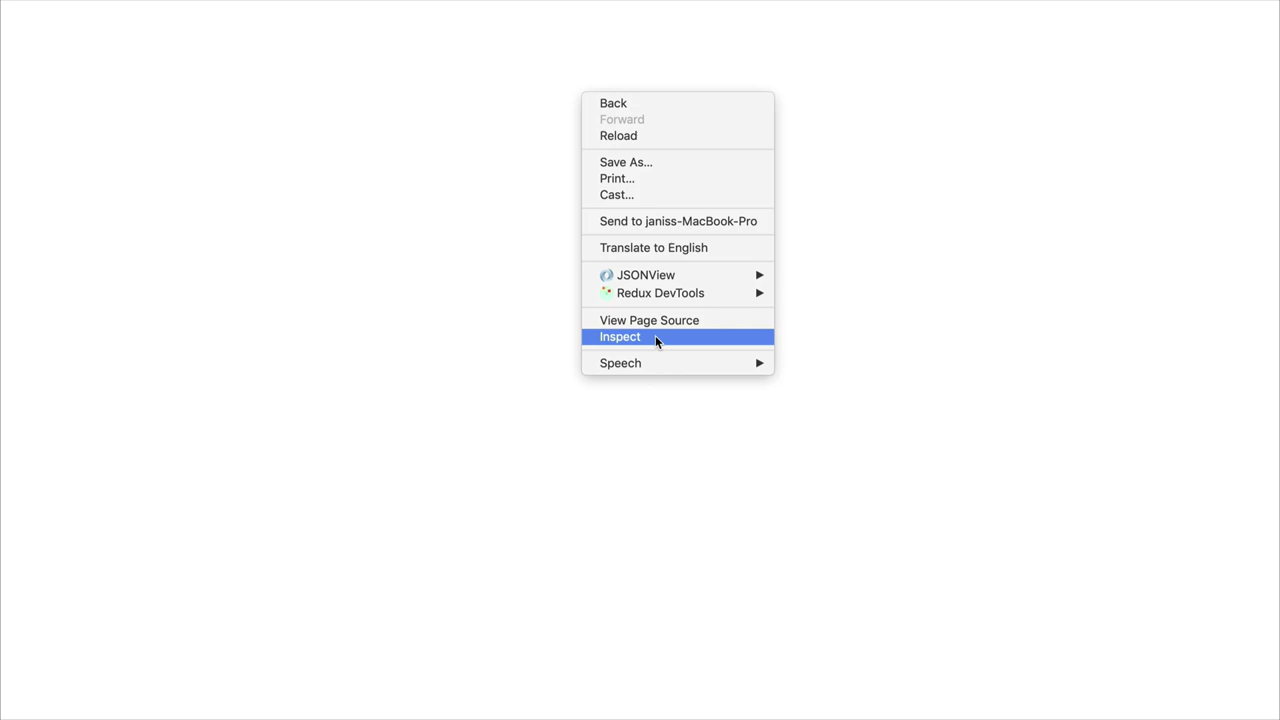 Back
Forward
Reload
Save As...
Print...
Cast...
Send to janiss-MacBook-Pro
Translate to English
JSONView
Redux DevTools
View Page Source
Inspect
Speech